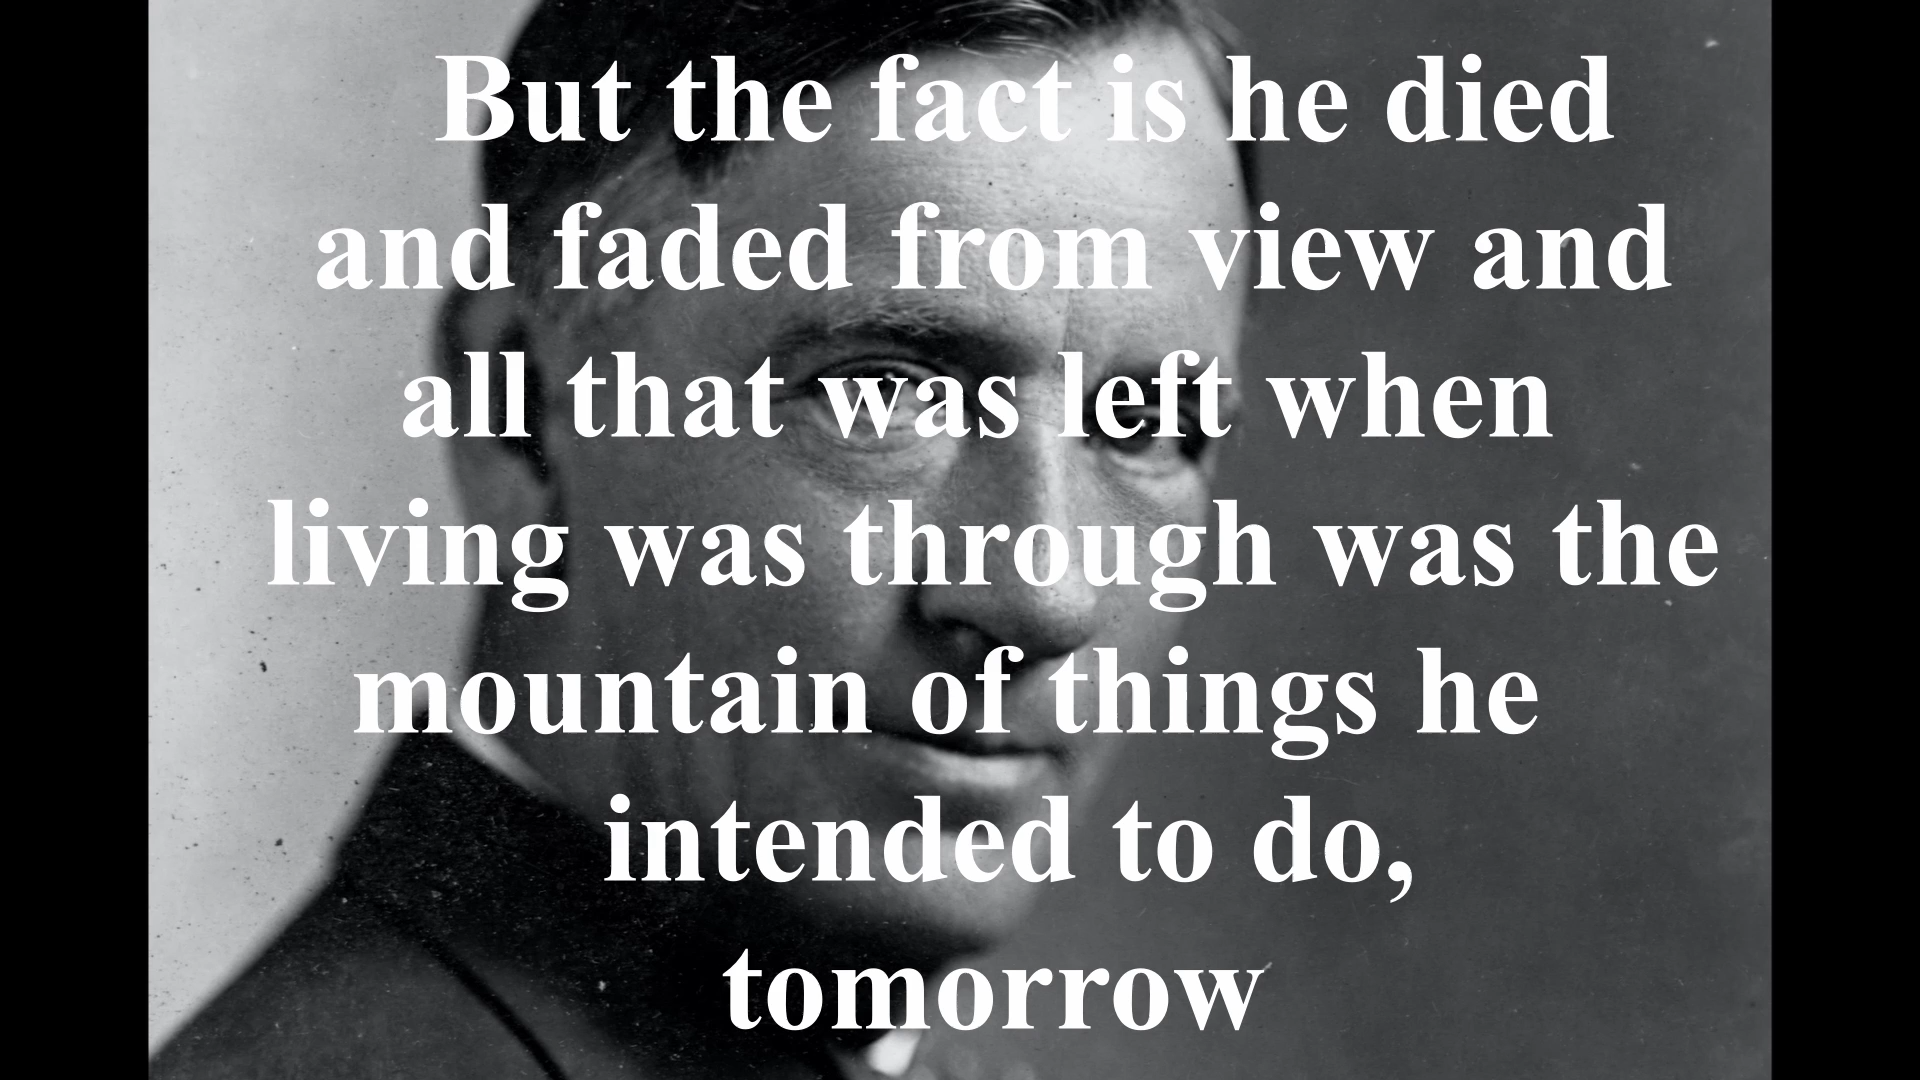 But the fact is he died
and faded from view and
all that was left when
living was through was the
mountain of things he
intended to do,
tomorrow